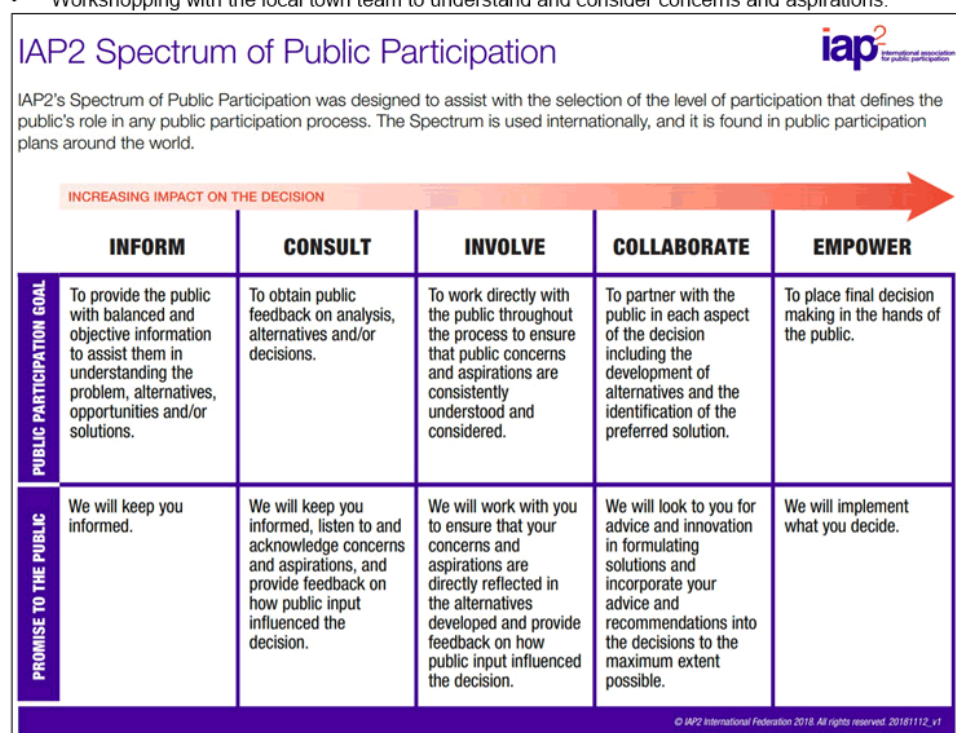 • Workshopping with the local town team to understand and consider concerns and aspirations.
IAP2 Spectrum of Public Participation
iap2 international association
for public participation
IAP2's Spectrum of Public Participation was designed to assist with the selection of the level of participation that defines the
public's role in any public participation process. The Spectrum is used internationally, and it is found in public participation
plans around the world.
INCREASING IMPACT ON THE DECISION
INFORM
CONSULT
INVOLVE
COLLABORATE
EMPOWER
PUBLIC PARTICIPATION GOAL
To provide the public
with balanced and
objective information
to assist them in
understanding the
problem, alternatives,
opportunities and/or
solutions.
To obtain public
feedback on analysis,
alternatives and/or
decisions.
To work directly with
the public throughout
the process to ensure
that public concerns
and aspirations are
consistently
understood and
considered.
To partner with the
public in each aspect
of the decision
including the
development of
alternatives and the
identification of the
preferred solution.
To place final decision
making in the hands of
the public.
PROMISE TO THE PUBLIC
We will keep you
informed.
We will keep you
informed, listen to and
acknowledge concerns
and aspirations, and
provide feedback on
how public input
influenced the
decision.
We will work with you
to ensure that your
concerns and
aspirations are
directly reflected in
the alternatives
developed and provide
feedback on how
public input influenced
the decision.
We will look to you for
advice and innovation
in formulating
solutions and
incorporate your
advice and
recommendations into
the decisions to the
maximum extent
possible.
We will implement
what you decide.
© IAP2 International Federation 2018. All rights reserved. 20181112_v1